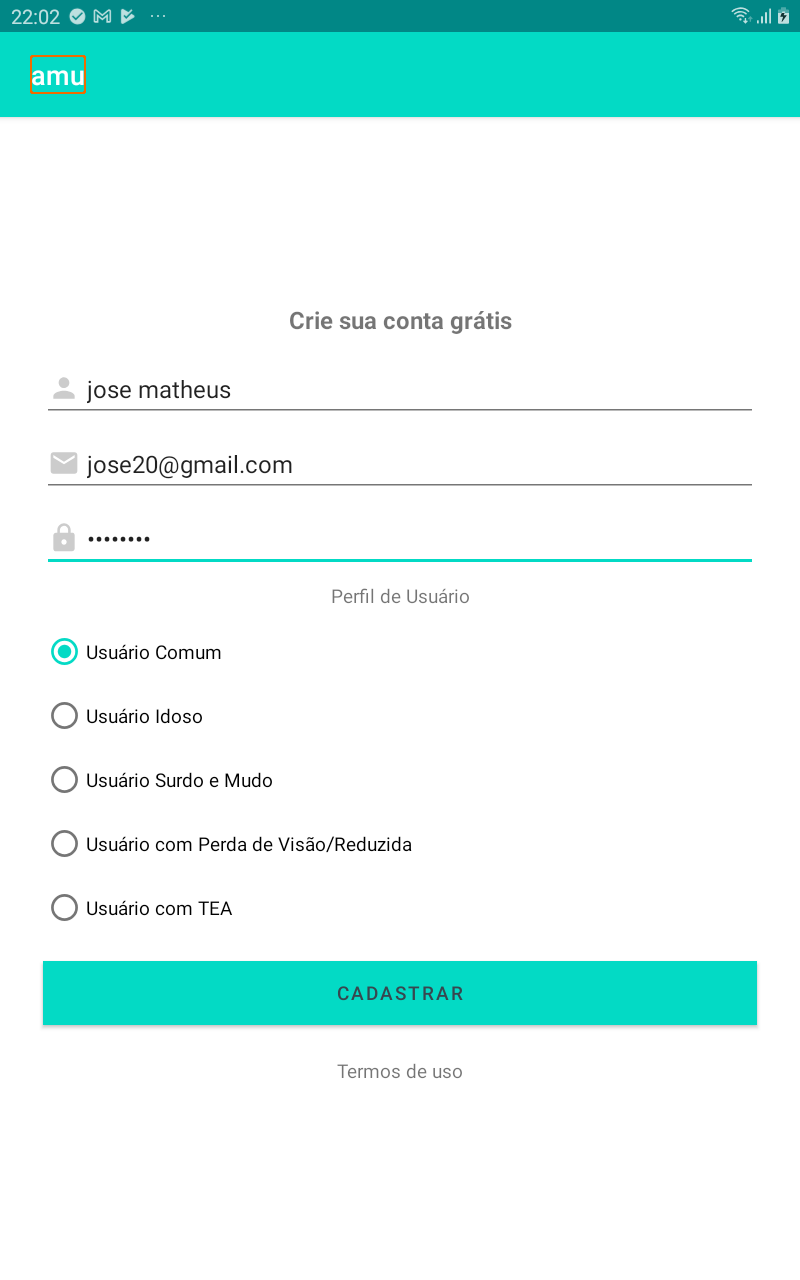 22:02 ...
amu
Crie sua conta grátis
jose matheus
jose20@gmail.com
••••••••
Perfil de Usuário
Usuário Comum
Usuário Idoso
Usuário Surdo e Mudo
Usuário com Perda de Visão/Reduzida
Usuário com TEA
CADASTRAR
Termos de uso